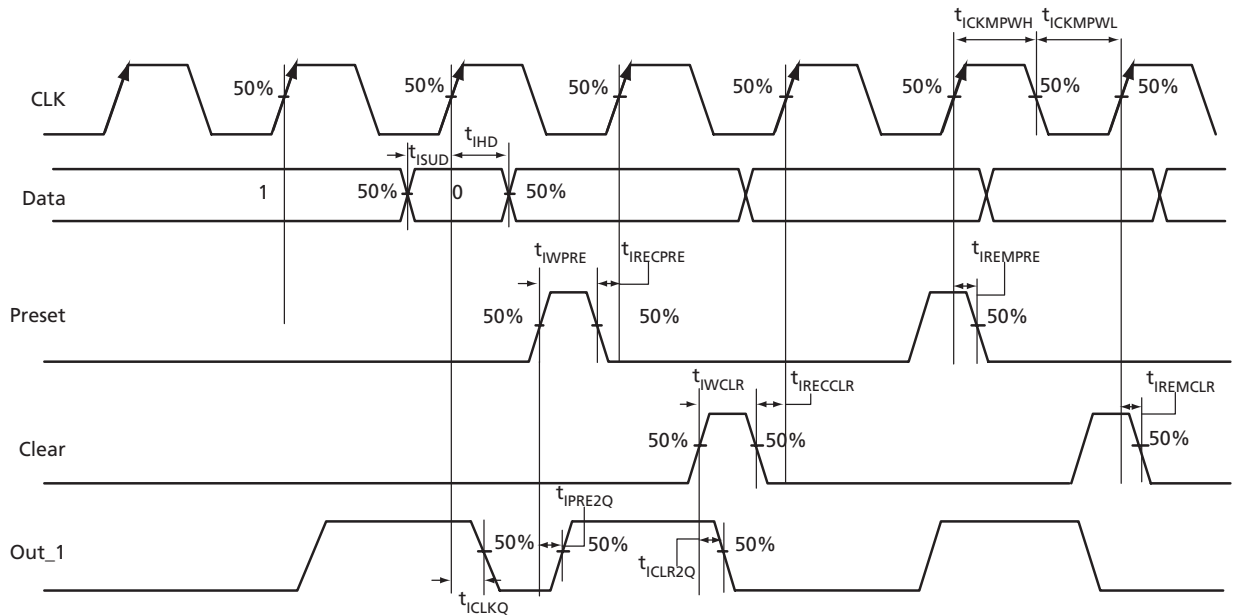 tICKMPWH tICKMPWL
CLK 50% 50% 50% 50% 50% 50% 50%
tISUD tIHD
Data 1 50% 0 50%
tIWPRE tIRECPRE tIREMPRE
Preset 50% 50% 50%
tIWCLR tIRECCLR tIREMCLR
Clear 50% 50% 50%
tIPRE2Q
Out_1 50% 50% tICLR2Q 50%
tICLKQ